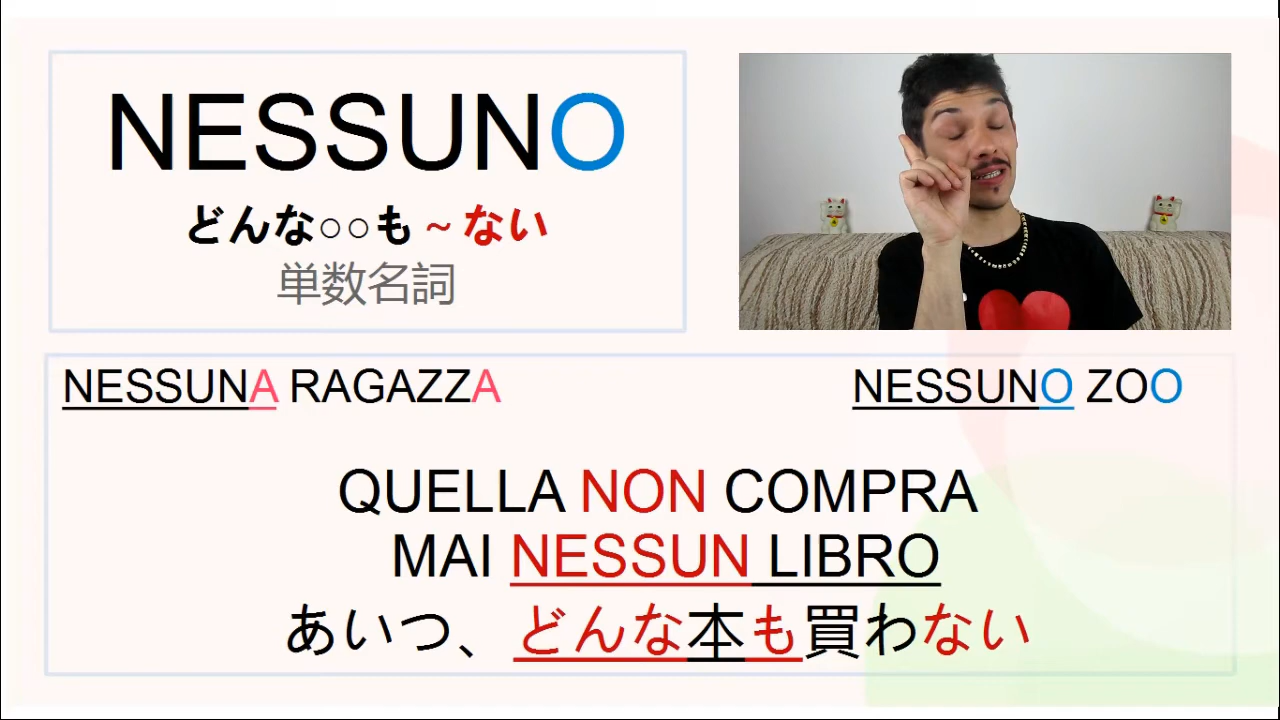 NESSUNO
どんな○○も～ない
単数名詞
NESSUNA RAGAZZA
NESSUNO ZOO
QUELLA NON COMPRA
MAI NESSUN LIBRO
あいつ、どんな本も買わない